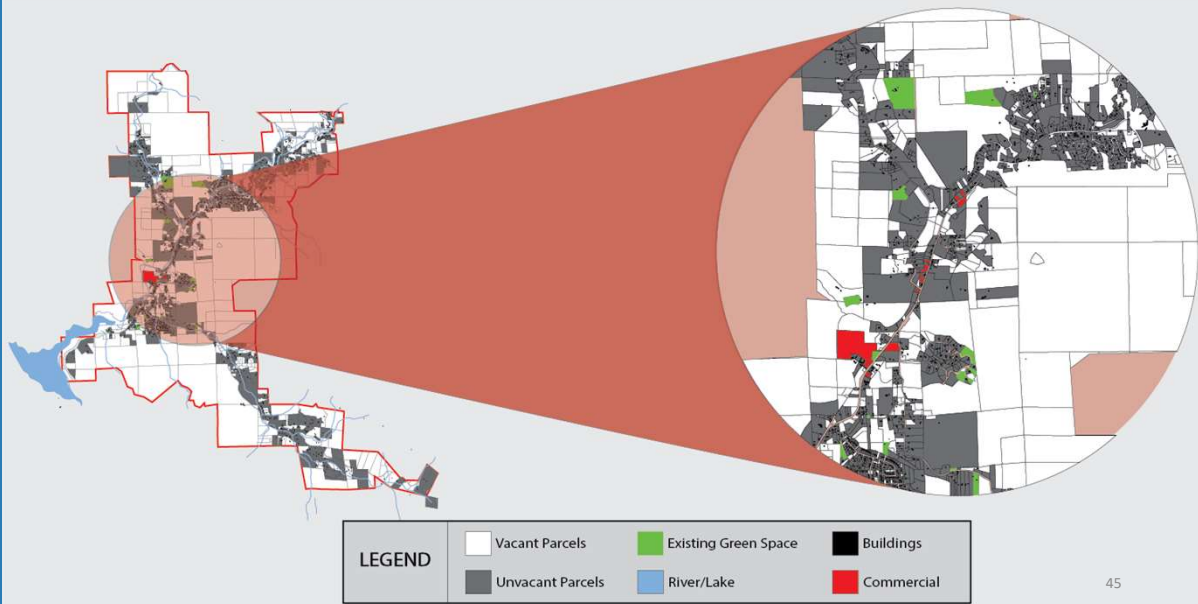 LEGEND
Vacant Parcels
Existing Green Space
Buildings
Unvacant Parcels
River/Lake
Commercial
45